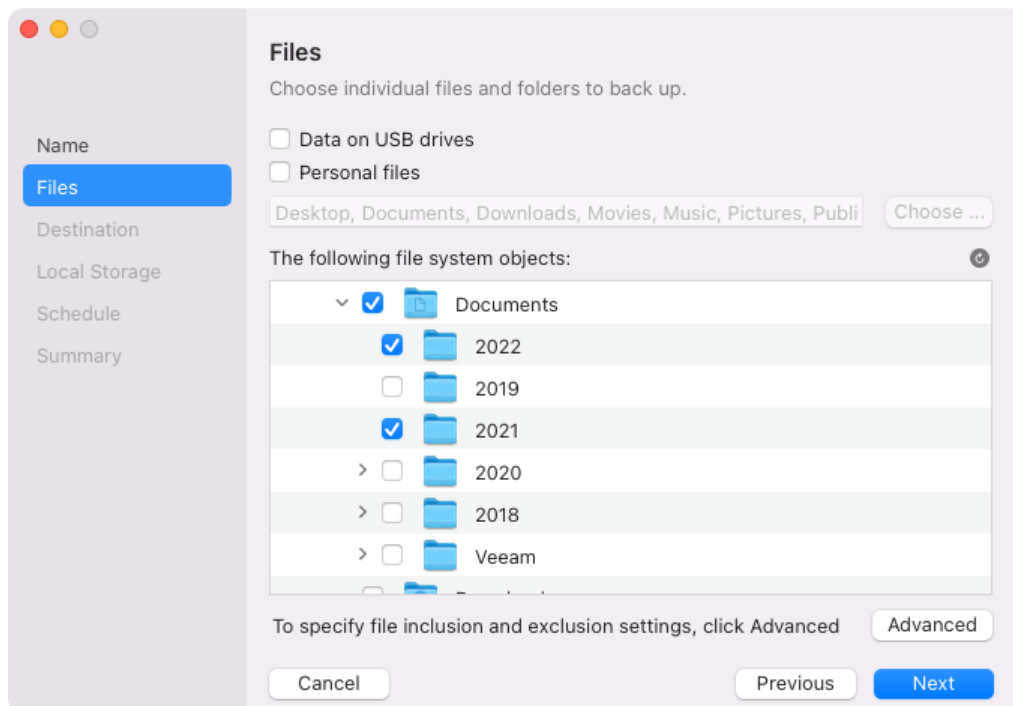 Files
Choose individual files and folders to back up.
Data on USB drives
Personal files
Desktop, Documents, Downloads, Movies, Music, Pictures, Publi
Choose ...
The following file system objects:
Documents
2022
2019
2021
2020
2018
Veeam
To specify file inclusion and exclusion settings, click Advanced
Advanced
Cancel
Previous
Next
Name
Files
Destination
Local Storage
Schedule
Summary